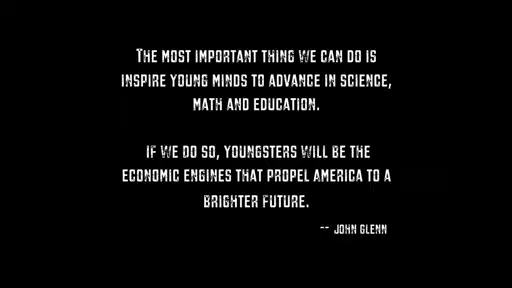 THE MOST IMPORTANT THING WE CAN DO IS
INSPIRE YOUNG MINDS TO ADVANCE IN SCIENCE,
MATH AND EDUCATION.
IF WE DO SO, YOUNGSTERS WILL BE THE
ECONOMIC ENGINES THAT PROPEL AMERICA TO A
BRIGHTER FUTURE.
-- JOHN GLENN